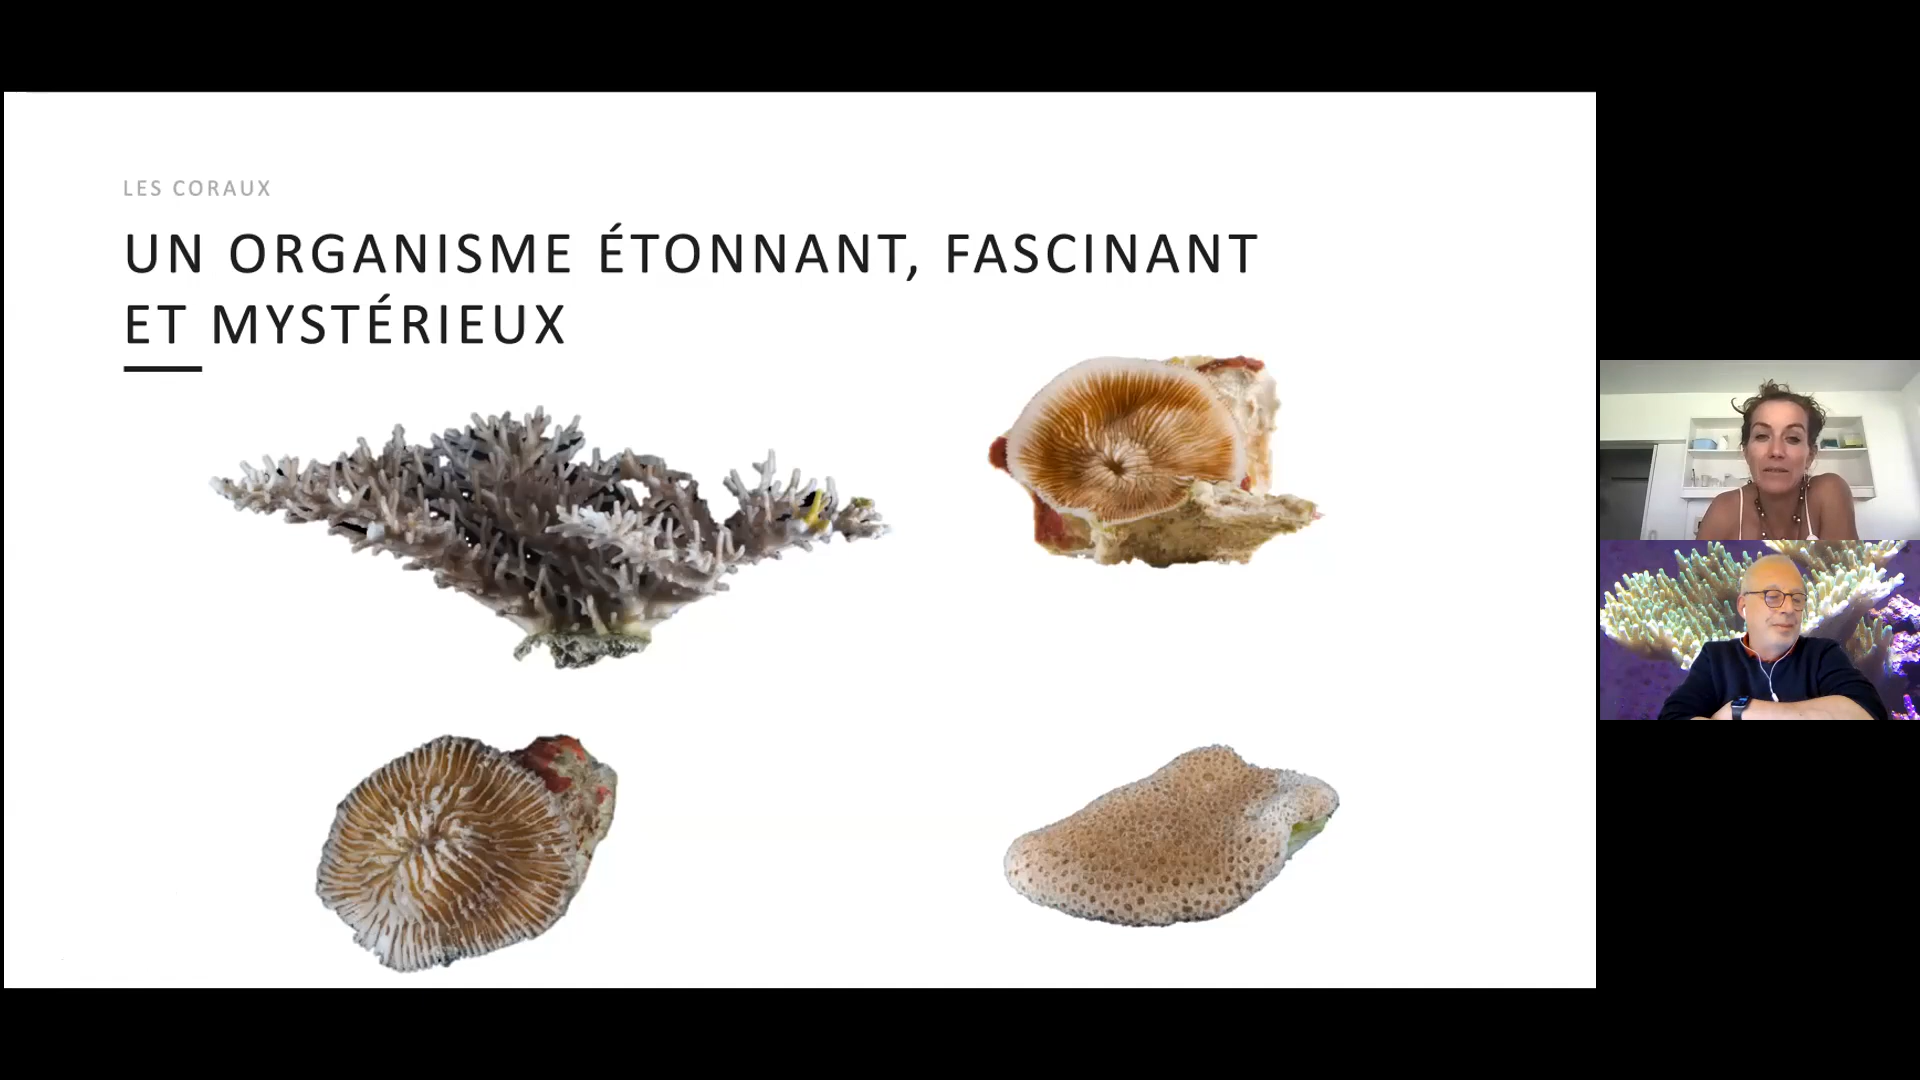 LES CORAUX
UN ORGANISME ÉTONNANT, FASCINANT
ET MYSTÉRIEUX